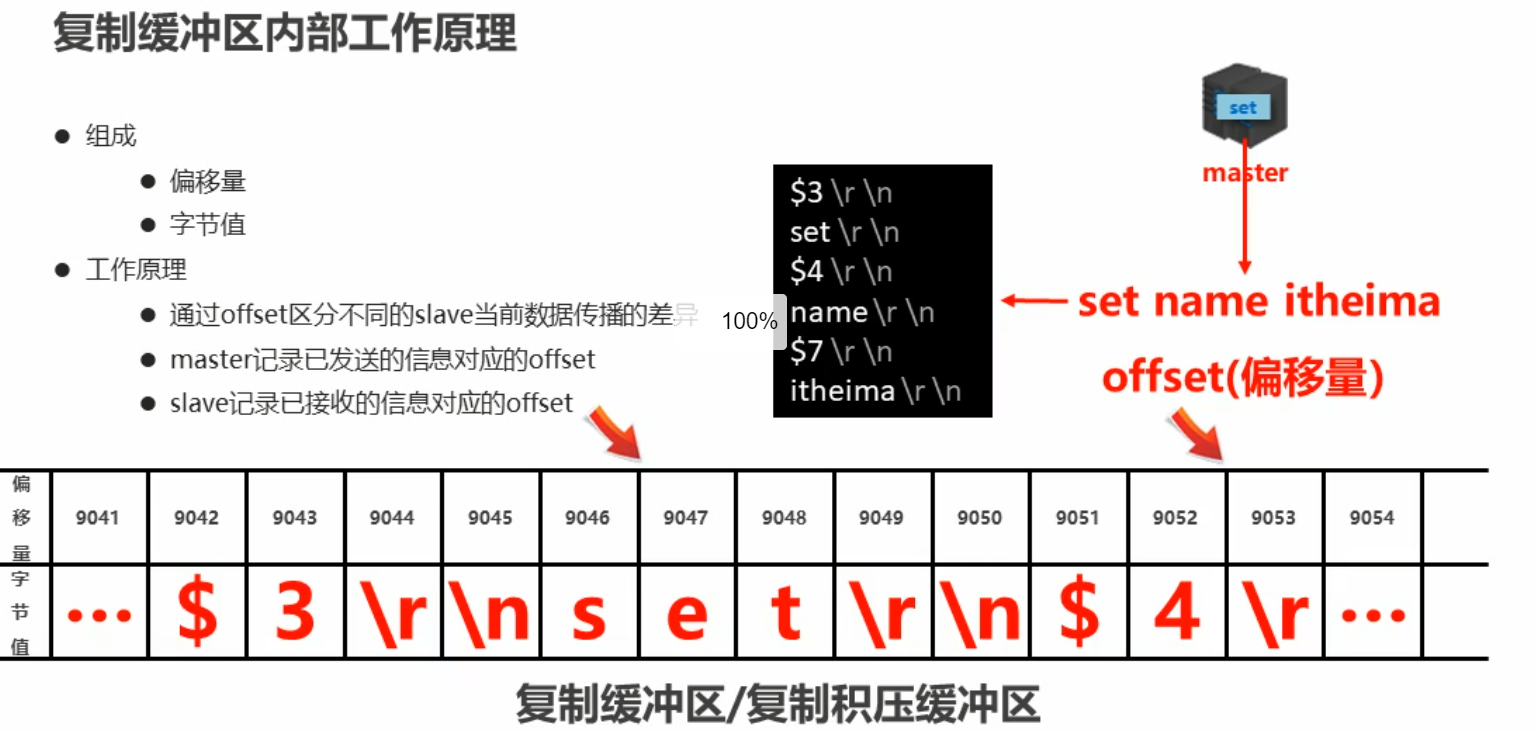 复制缓冲区内部工作原理
● 组成
● 偏移量
● 字节值
● 工作原理
● 通过offset区分不同的slave当前数据传播的差异
● master记录已发送的信息对应的offset
● slave记录已接收的信息对应的offset
100%
$3 \r \n
set \r \n
$4 \r \n
name \r \n
$7 \r \n
itheima \r \n
set
master
set name itheima
offset(偏移量)
偏移量 9041 9042 9043 9044 9045 9046 9047 9048 9049 9050 9051 9052 9053 9054
字节值 ... $ 3 \r \n s e t \r \n $ 4 \r ...
复制缓冲区/复制积压缓冲区